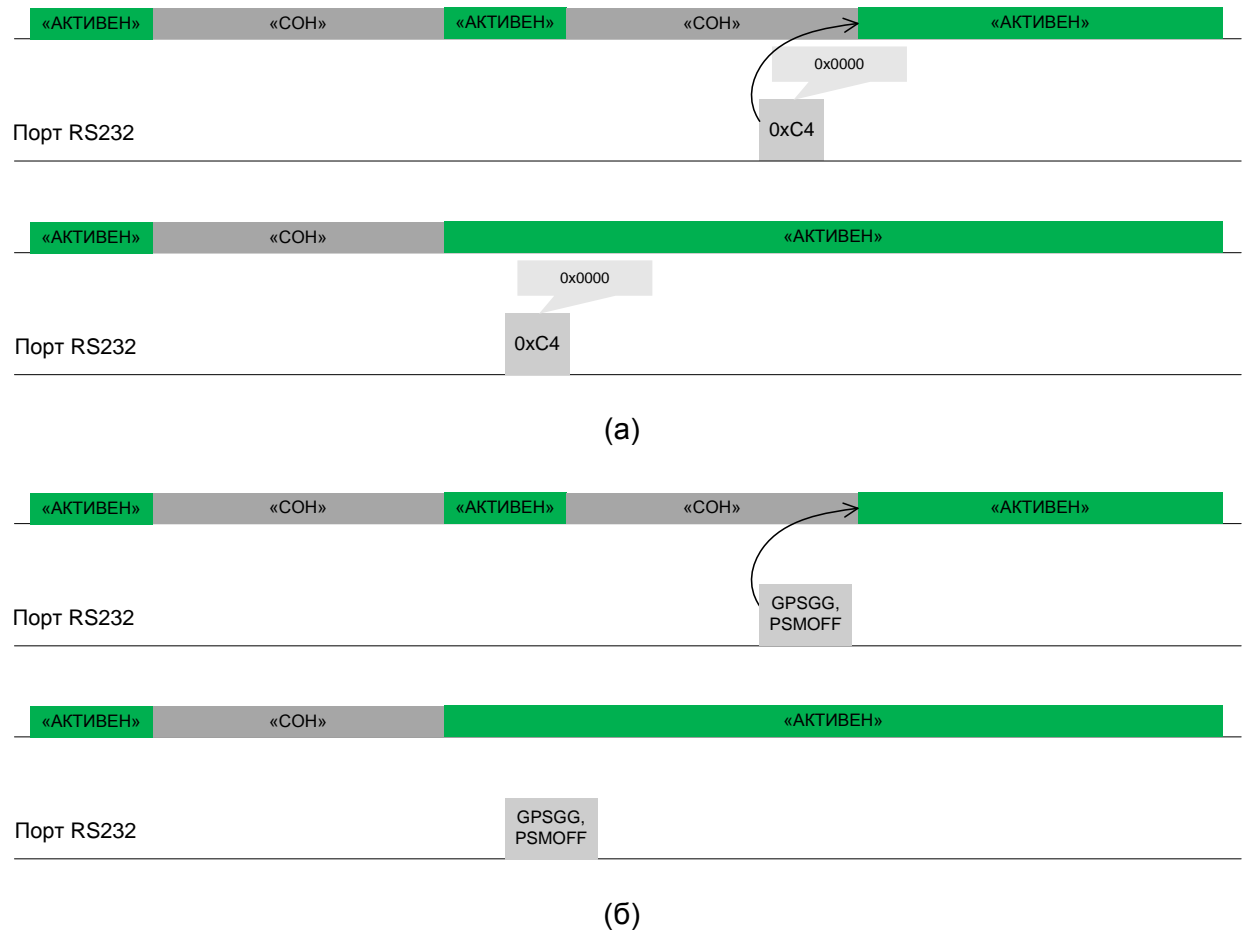 «АКТИВЕН» «СОН» «АКТИВЕН» «СОН» «АКТИВЕН»
0x0000
Порт RS232 0xC4
«АКТИВЕН» «СОН» «АКТИВЕН»
0x0000
Порт RS232 0xC4
(а)
«АКТИВЕН» «СОН» «АКТИВЕН» «СОН» «АКТИВЕН»
Порт RS232
GPSGG,
PSMOFF
«АКТИВЕН» «СОН» «АКТИВЕН»
Порт RS232
GPSGG,
PSMOFF
(б)